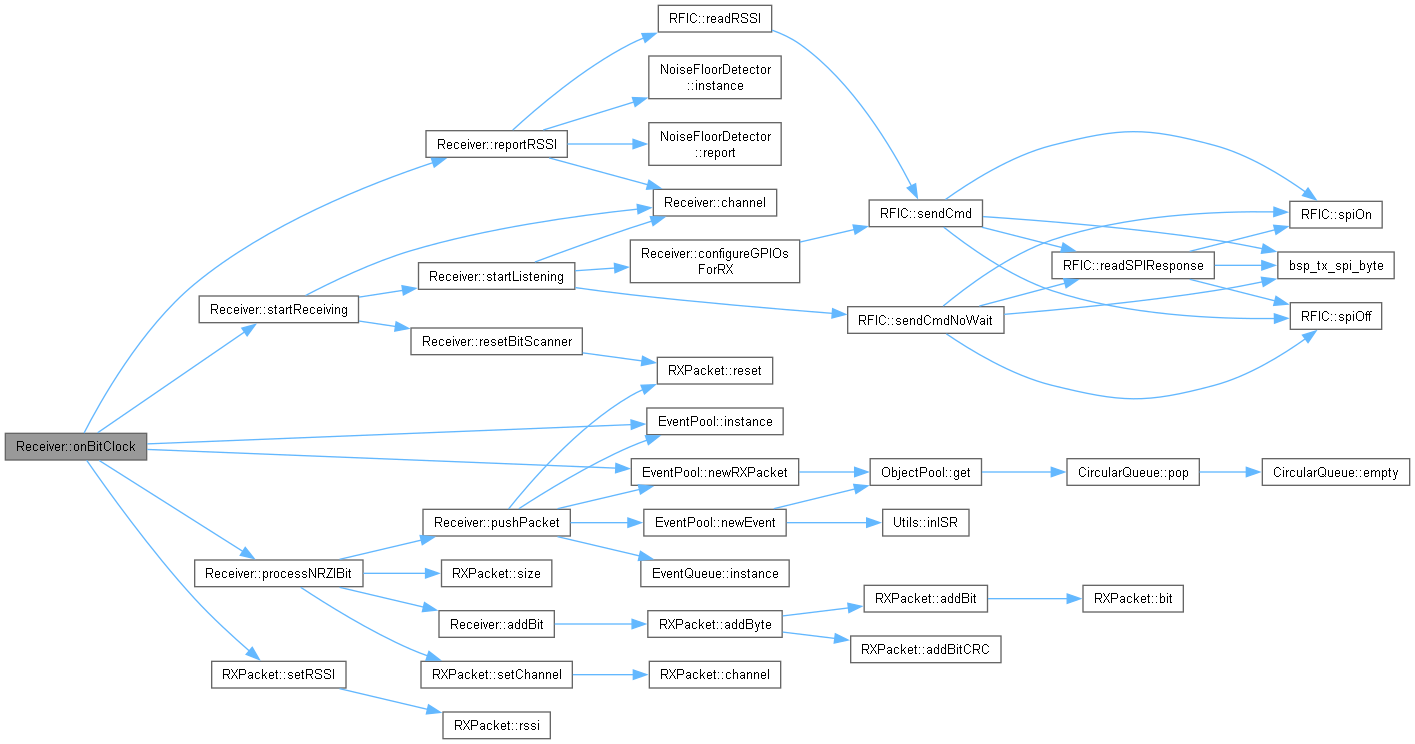 RFIC::readRSSI
NoiseFloorDetector
::instance
NoiseFloorDetector
::report
Receiver::reportRSSI
Receiver::channel
RFIC::sendCmd
RFIC::spiOn
Receiver::configureGPIOs
ForRX
RFIC::readSPIResponse
bsp_tx_spi_byte
Receiver::startListening
Receiver::startReceiving
RFIC::sendCmdNoWait
RFIC::spiOff
Receiver::resetBitScanner
RXPacket::reset
EventPool::instance
Receiver::onBitClock
EventPool::newRXPacket
ObjectPool::get
CircularQueue::pop
CircularQueue::empty
Receiver::pushPacket
EventPool::newEvent
Utils::inISR
Receiver::processNRZIBit
RXPacket::size
EventQueue::instance
RXPacket::addBit
RXPacket::bit
Receiver::addBit
RXPacket::addByte
RXPacket::addBitCRC
RXPacket::setRSSI
RXPacket::setChannel
RXPacket::channel
RXPacket::rssi